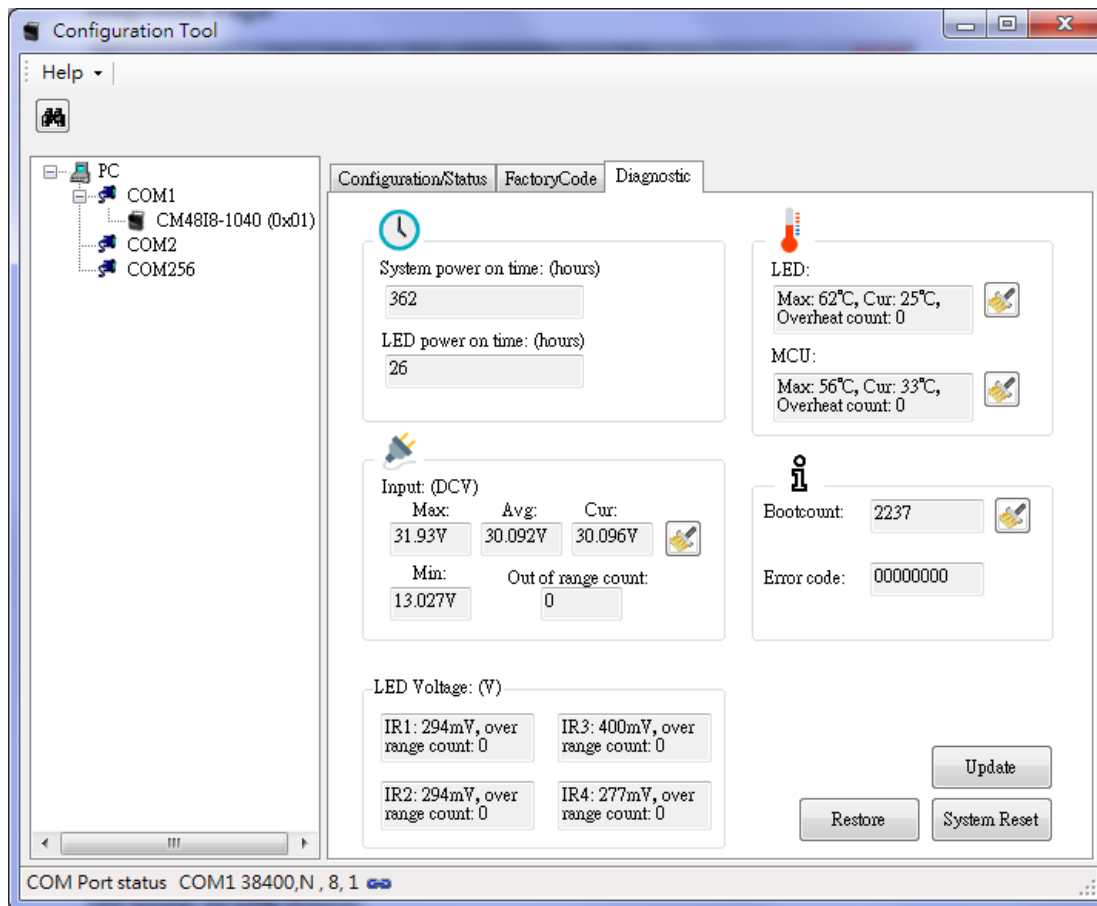 Configuration Tool
Help
PC
COM1
CM48I8-1040 (0x01)
COM2
COM256
Configuration/Status
FactoryCode
Diagnostic
System power on time: (hours)
362
LED power on time: (hours)
26
LED:
Max: 62°C, Cur: 25°C,
Overheat count: 0
MCU:
Max: 56°C, Cur: 33°C,
Overheat count: 0
Input: (DCV)
Max: Avg: Cur:
31.93V 30.092V 30.096V
Min: Out of range count:
13.027V 0
Bootcount: 2237
Error code: 00000000
LED Voltage: (V)
IR1: 294mV, over
range count: 0
IR3: 400mV, over
range count: 0
IR2: 294mV, over
range count: 0
IR4: 277mV, over
range count: 0
Update
Restore
System Reset
COM Port status COM1 38400,N , 8, 1